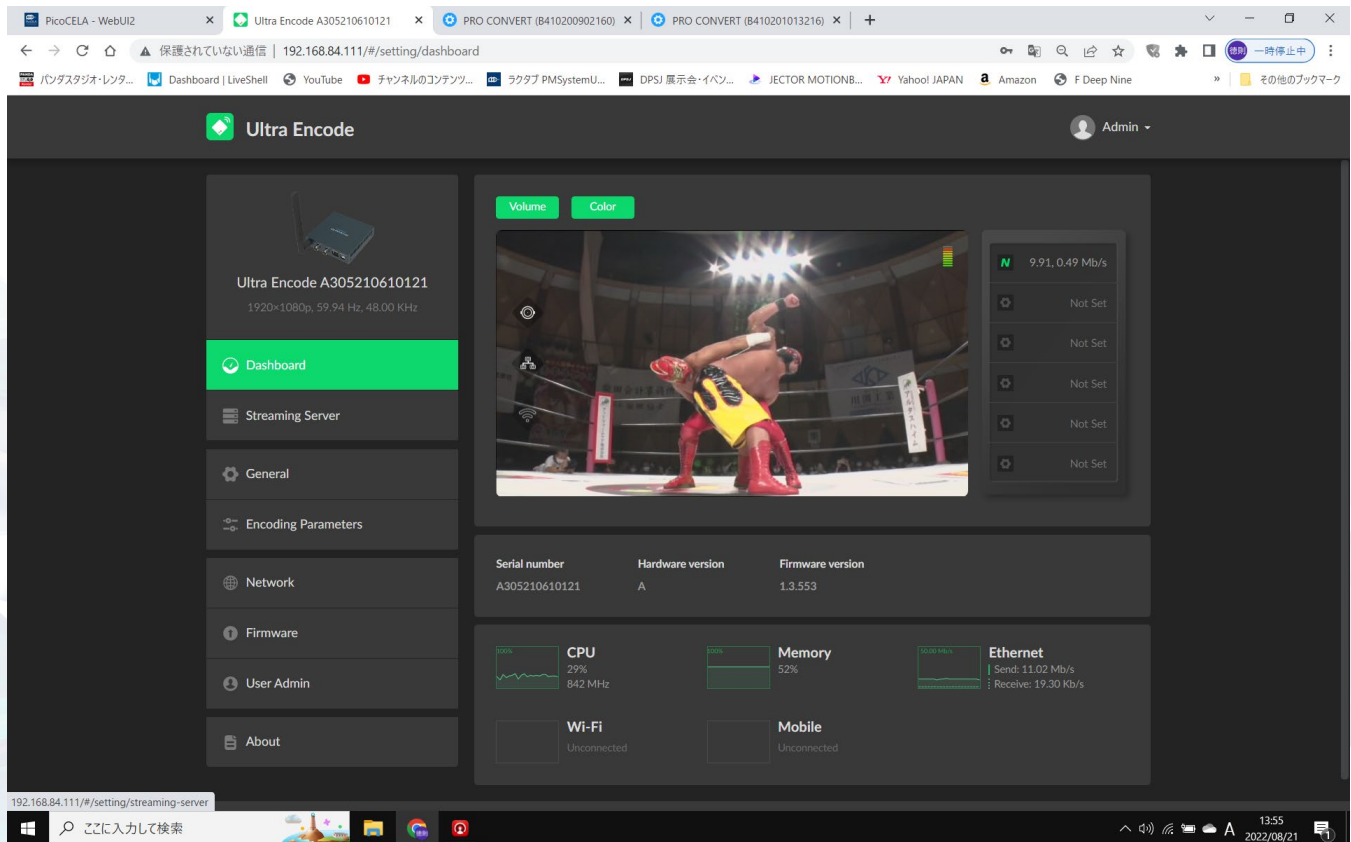 PicoCELA - WebUI2
Ultra Encode A305210610121
PRO CONVERT (B410200902160)
PRO CONVERT (B410201013216)
保護されていない通信
192.168.84.111/#/setting/dashboard
一時停止中
パンダスタジオ・レンタ...
Dashboard | LiveShell
YouTube
チャンネルのコンテンツ...
ラクタブ PMSystemU...
DPSJ 展示会・イベン...
JECTOR MOTIONB...
Yahoo! JAPAN
Amazon
F Deep Nine
»
その他のブックマーク
Ultra Encode
Admin
Ultra Encode A305210610121
1920×1080p, 59.94 Hz, 48.00 KHz
Dashboard
Streaming Server
General
Encoding Parameters
Network
Firmware
User Admin
About
Volume
Color
N 9.91, 0.49 Mb/s
Not Set
Not Set
Not Set
Not Set
Not Set
Serial number Hardware version Firmware version
A305210610121 A 1.3.553
100%
CPU
29%
842 MHz
100%
Memory
52%
50.00 Mb/s
Ethernet
Send: 11.02 Mb/s
Receive: 19.30 Kb/s
Wi-Fi
Unconnected
Mobile
Unconnected
192.168.84.111/#/setting/streaming-server
ここに入力して検索
A
13:55
2022/08/21